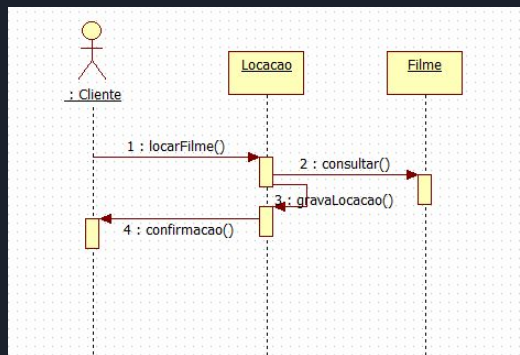 : Cliente
Locacao
Filme
1 : locarFilme()
2 : consultar()
3 : gravaLocacao()
4 : confirmacao()